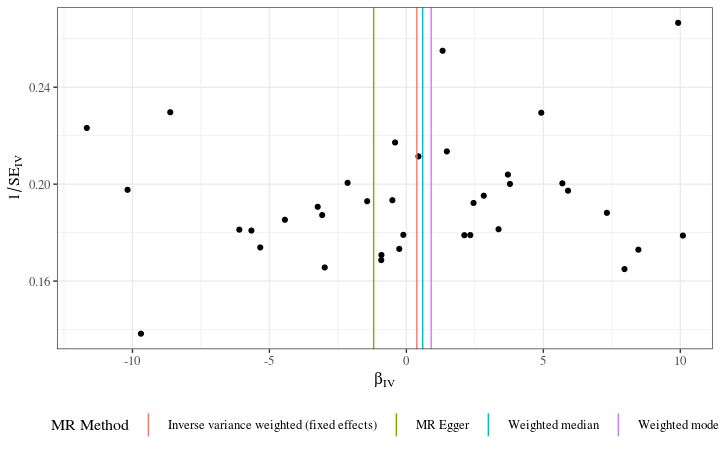 0.24
0.20
0.16
1/SE_IV
-10
-5
0
5
10
β_IV
MR Method
Inverse variance weighted (fixed effects)
MR Egger
Weighted median
Weighted mode